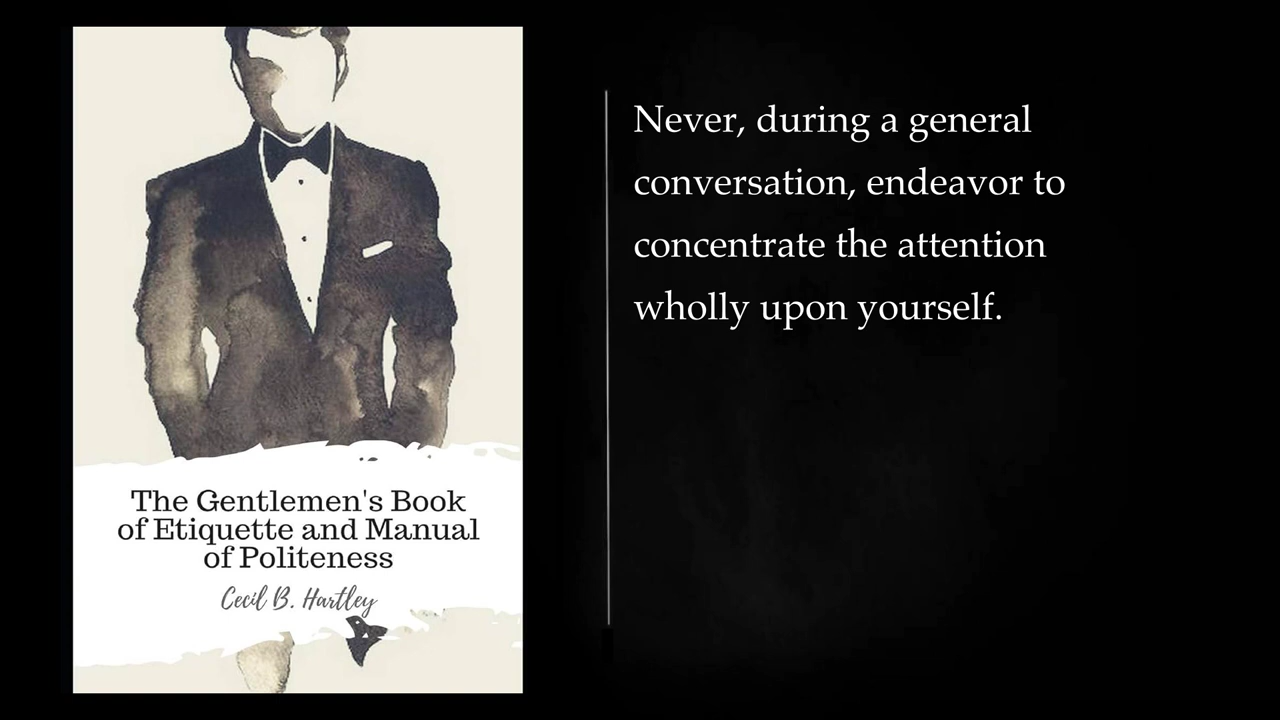 The Gentlemen's Book
of Etiquette and Manual
of Politeness
Cecil B. Hartley
Never, during a general
conversation, endeavor to
concentrate the attention
wholly upon yourself.